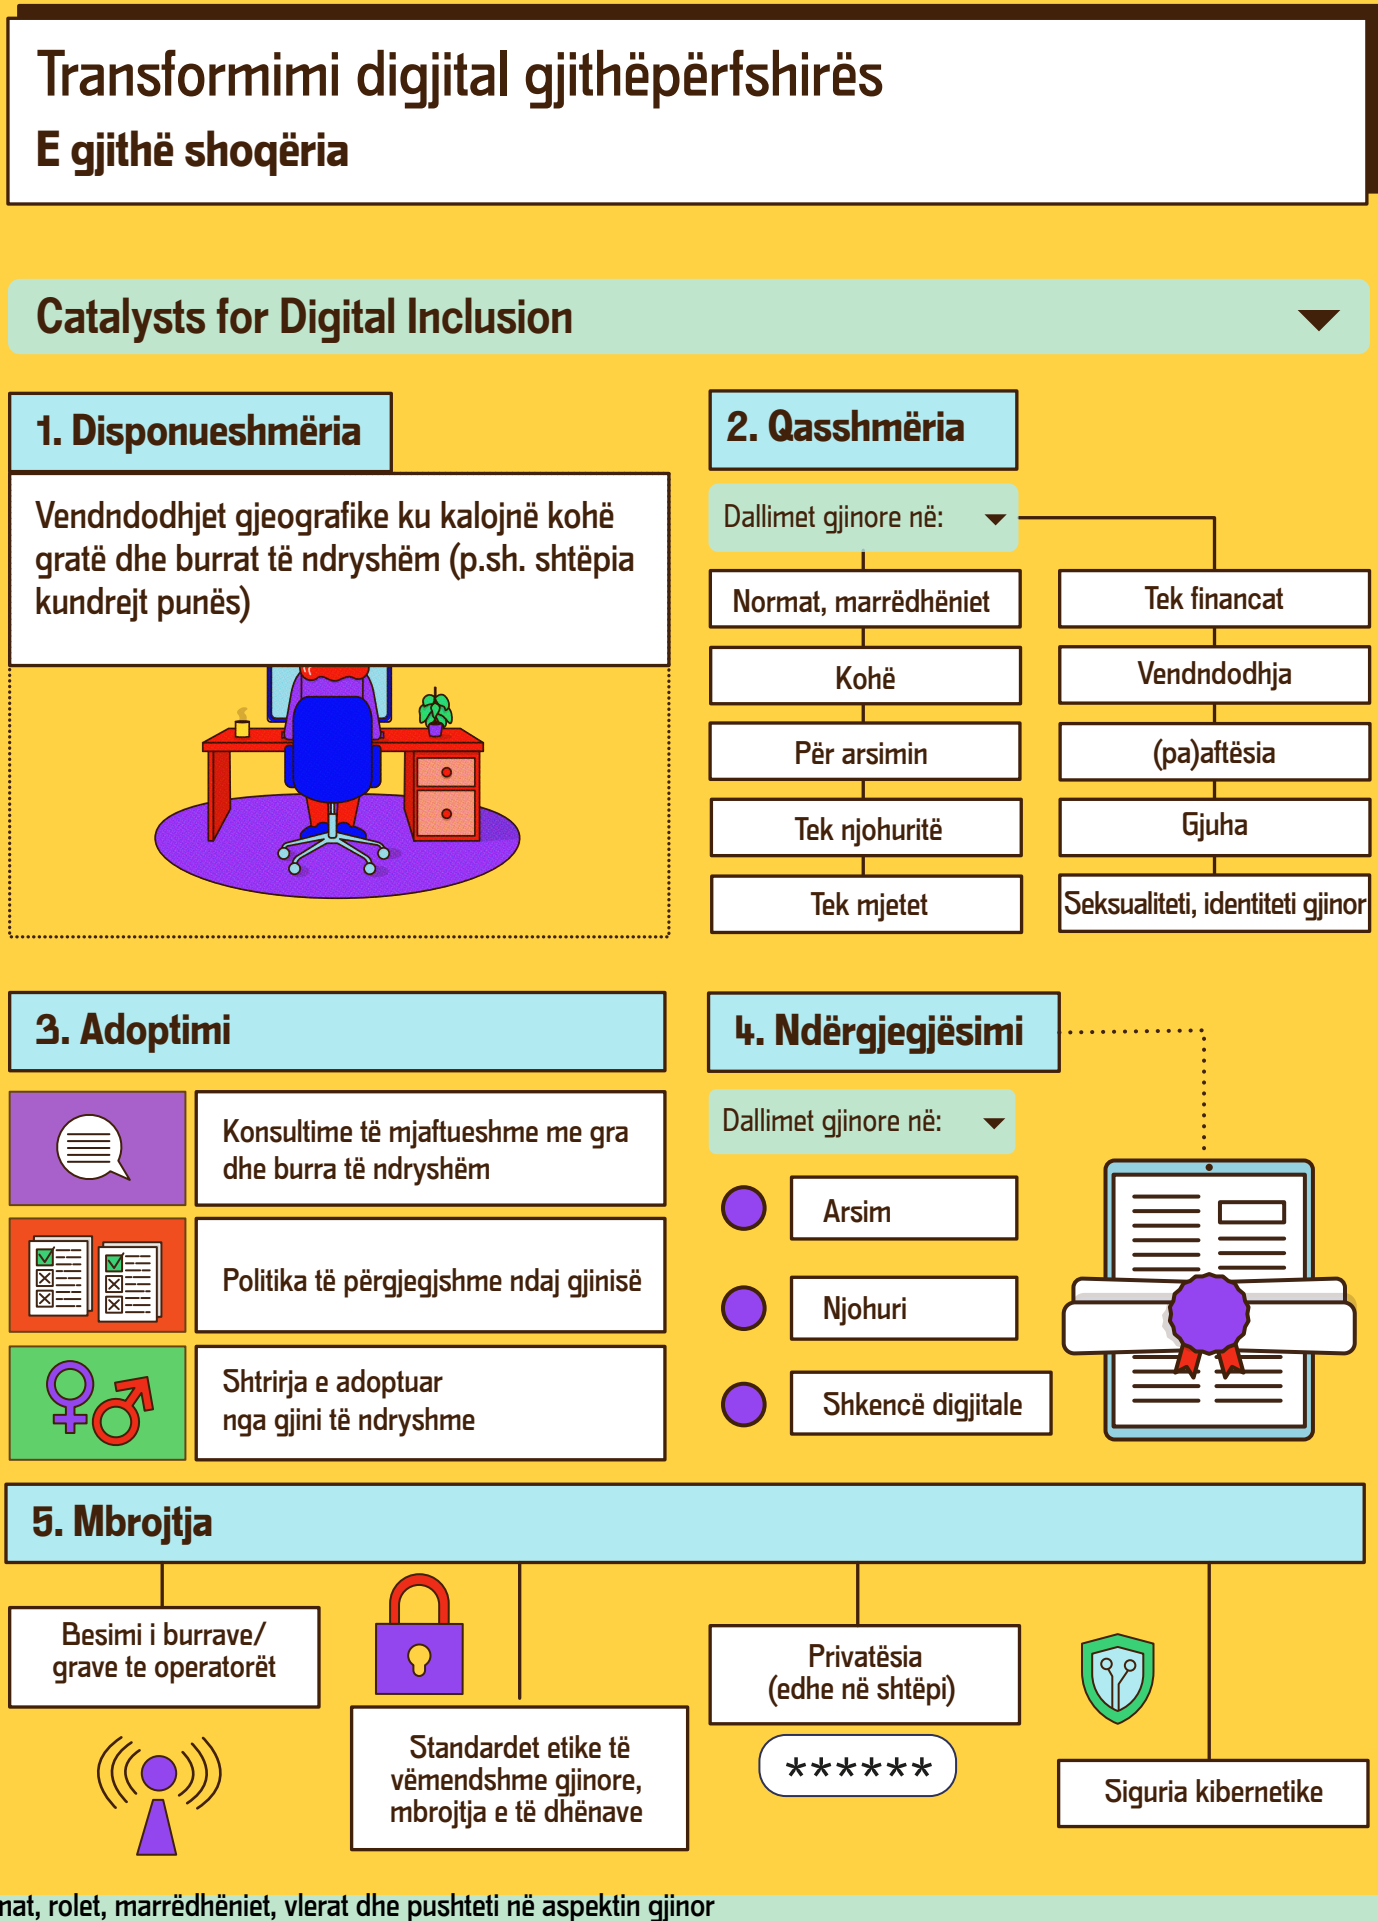 Transformimi digjital gjithëpërfshirës
E gjithë shoqëria
Catalysts for Digital Inclusion
1. Disponueshmëria
Vendndodhjet gjeografike ku kalojnë kohë
gratë dhe burrat të ndryshëm (p.sh. shtëpia
kundrejt punës)
2. Qasshmëria
Dallimet gjinore në:
Normat, marrëdhëniet
Kohë
Për arsimin
Tek njohuritë
Tek mjetet
Tek financat
Vendndodhja
(pa)aftësia
Gjuha
Seksualiteti, identiteti gjinor
3. Adoptimi
Konsultime të mjaftueshme me gra
dhe burra të ndryshëm
Politika të përgjegjshme ndaj gjinisë
Shtrirja e adoptuar
nga gjini të ndryshme
4. Ndërgjegjësimi
Dallimet gjinore në:
Arsim
Njohuri
Shkencë digjitale
5. Mbrojtja
Besimi i burrave/
grave te operatorët
Standardet etike të
vëmendshme gjinore,
mbrojtja e të dhënave
Privatësia
(edhe në shtëpi)
******
Siguria kibernetike
rolet, marrëdhëniet, vlerat dhe pushteti në aspektin gjinor